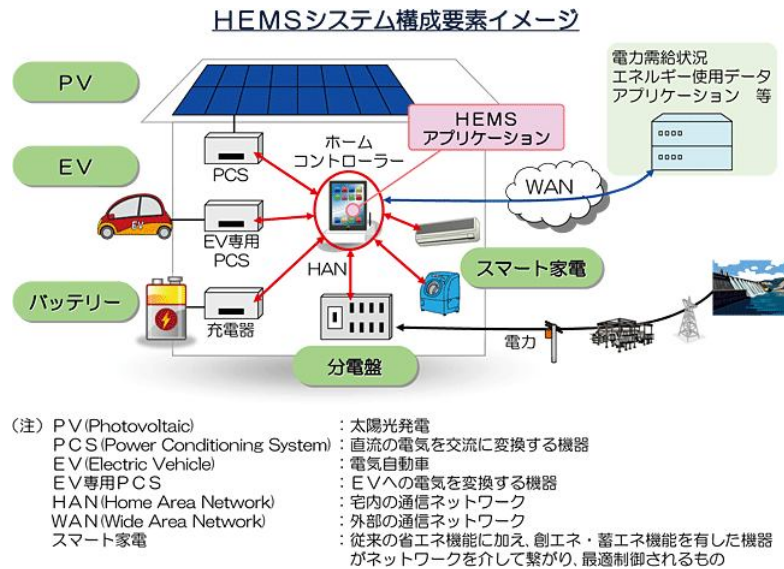 HEMSシステム構成要素イメージ
PV
EV
バッテリー
PCS
EV専用
PCS
充電器
ホーム
コントローラー
HEMS
アプリケーション
HAN
WAN
電力需給状況
エネルギー使用データ
アプリケーション 等
スマート家電
分電盤
電力
EV
(注) PV(Photovoltaic) : 太陽光発電
PCS(Power Conditioning System) : 直流の電気を交流に変換する機器
EV(Electric Vehicle) : 電気自動車
EV専用PCS : EVへの電気を変換する機器
HAN(Home Area Network) : 宅内の通信ネットワーク
WAN(Wide Area Network) : 外部の通信ネットワーク
スマート家電 : 従来の省エネ機能に加え、創エネ・蓄エネ機能を有した機器
がネットワークを介して繋がり、最適制御されるもの